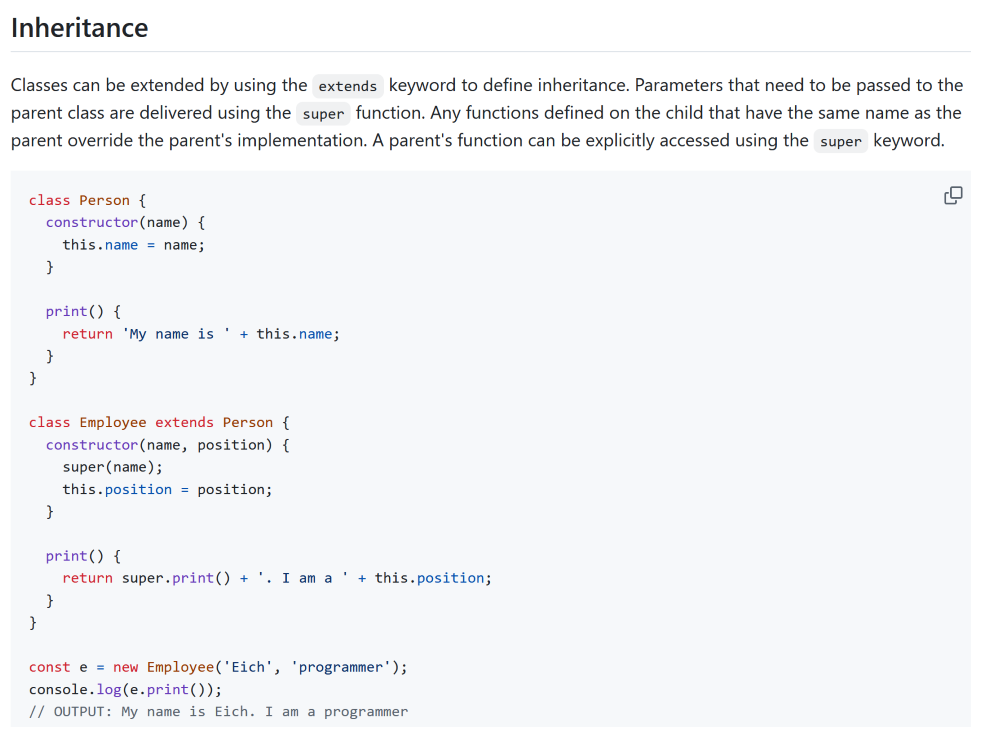 Inheritance
Classes can be extended by using the extends keyword to define inheritance. Parameters that need to be passed to the
parent class are delivered using the super function. Any functions defined on the child that have the same name as the
parent override the parent's implementation. A parent's function can be explicitly accessed using the super keyword.
class Person {
  constructor(name) {
    this.name = name;
  }

  print() {
    return 'My name is ' + this.name;
  }
}

class Employee extends Person {
  constructor(name, position) {
    super(name);
    this.position = position;
  }

  print() {
    return super.print() + '. I am a ' + this.position;
  }
}

const e = new Employee('Eich', 'programmer');
console.log(e.print());
// OUTPUT: My name is Eich. I am a programmer